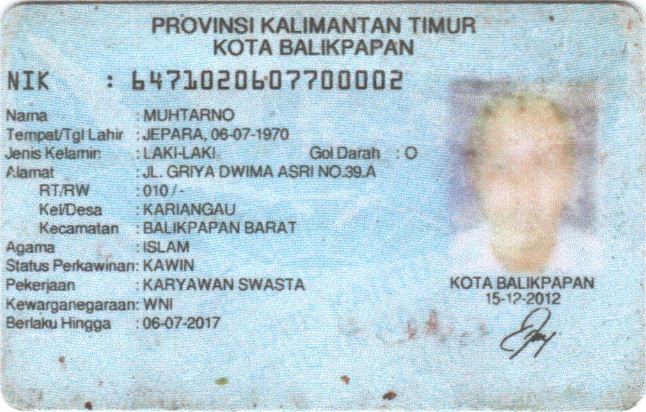 PROVINSI KALIMANTAN TIMUR
KOTA BALIKPAPAN
NIK : 6471020607700002
Nama : MUHTARNO
Tempat/Tgl Lahir : JEPARA, 06-07-1970
Jenis Kelamin : LAKI-LAKI Gol Darah : O
Alamat : JL. GRIYA DWIMA ASRI NO.39.A
RT/RW : 010 / -
Kel/Desa : KARIANGAU
Kecamatan : BALIKPAPAN BARAT
Agama : ISLAM
Status Perkawinan: KAWIN
Pekerjaan : KARYAWAN SWASTA
Kewarganegaraan: WNI
Berlaku Hingga : 06-07-2017
KOTA BALIKPAPAN
15-12-2012